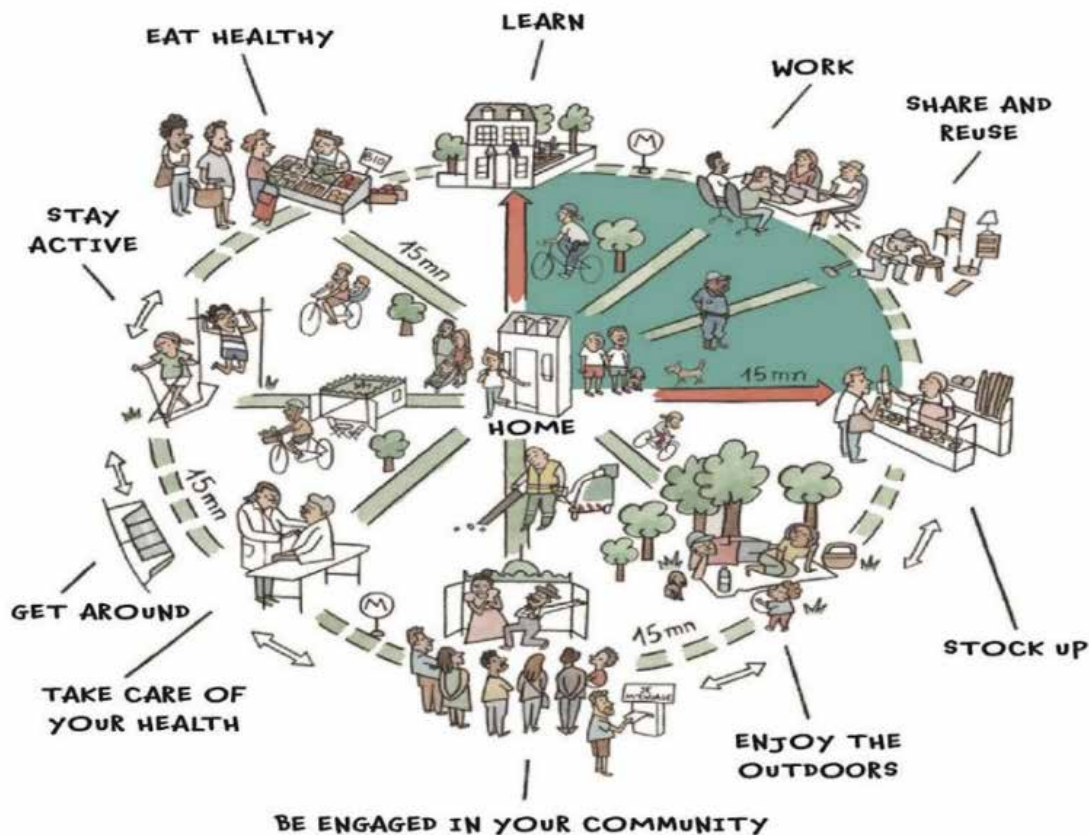 LEARN
EAT HEALTHY
WORK
SHARE AND
REUSE
M
BIO
STAY
ACTIVE
15mn
15mn
HOME
15mn
GET AROUND
M
15mn
STOCK UP
TAKE CARE OF
YOUR HEALTH
ENJOY THE
OUTDOORS
BE ENGAGED IN YOUR COMMUNITY